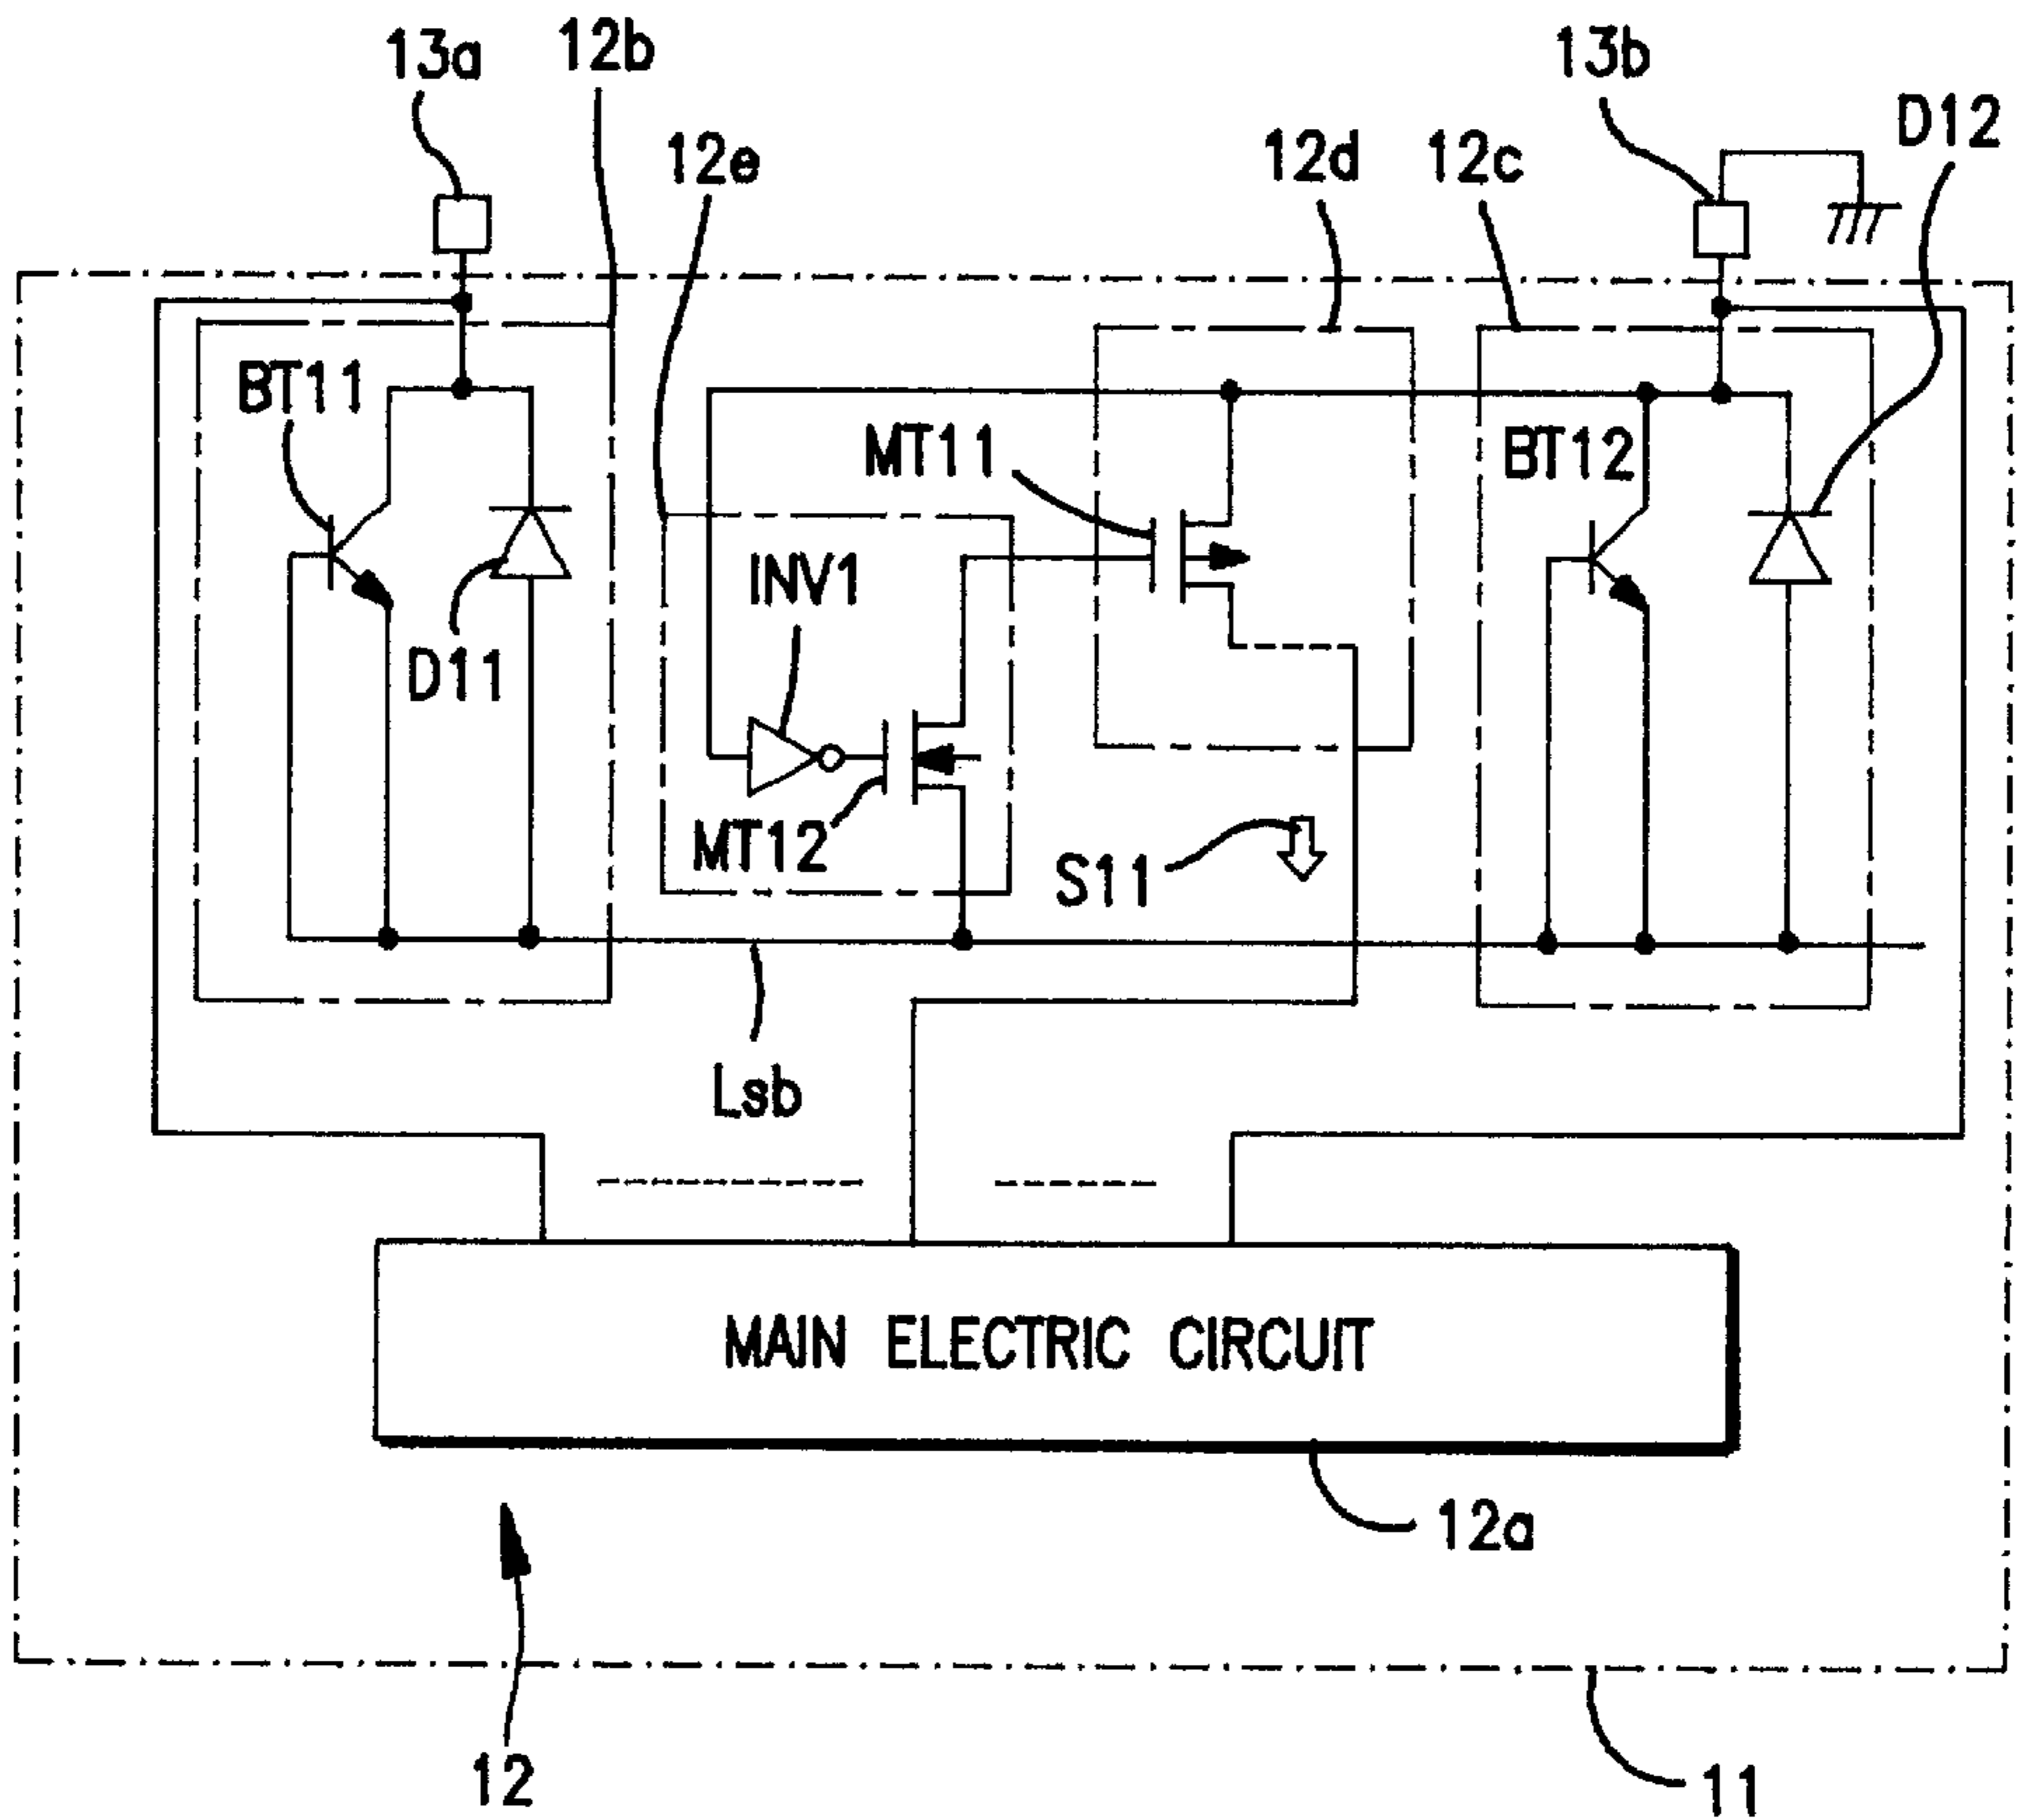 13a
12b
13b
12e
12d
12c
D12
BT11
MT11
BT12
INV1
D11
MT12
S11
Lsb
MAIN ELECTRIC CIRCUIT
12a
12
11